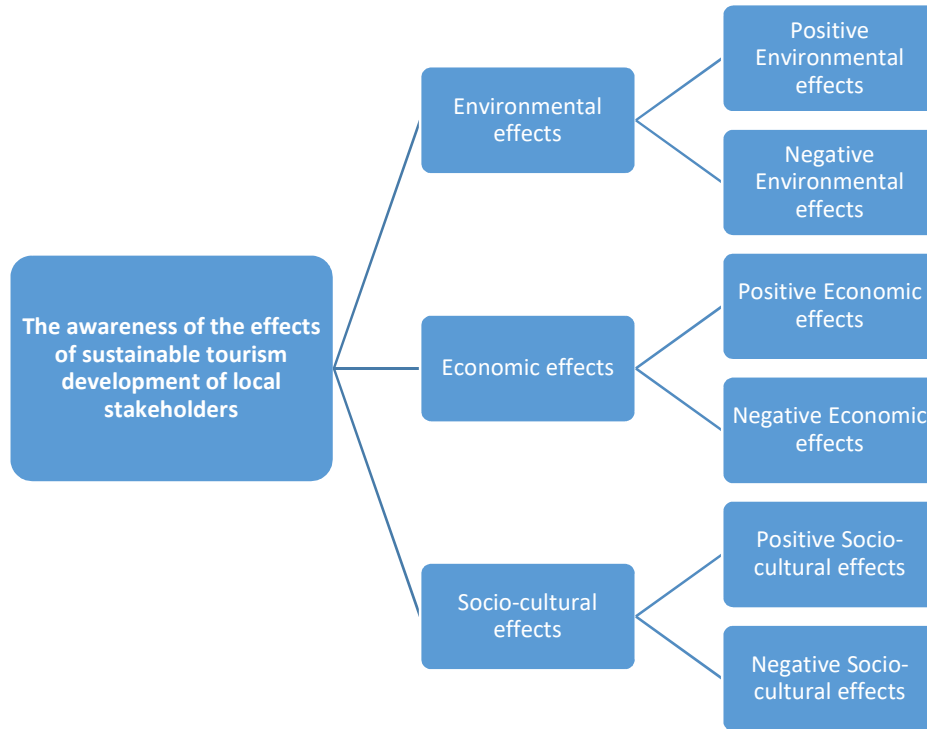 The awareness of the effects
of sustainable tourism
development of local
stakeholders
Environmental
effects
Positive
Environmental
effects
Negative
Environmental
effects
Economic effects
Positive Economic
effects
Negative Economic
effects
Socio-cultural
effects
Positive Socio-
cultural effects
Negative Socio-
cultural effects